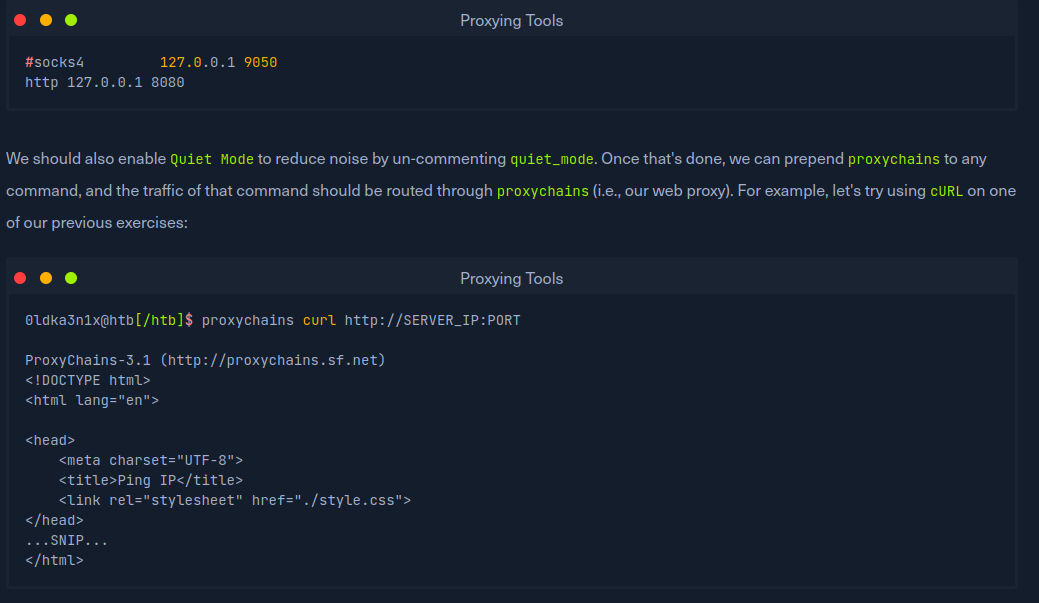 Proxying Tools
#socks4         127.0.0.1 9050
http 127.0.0.1 8080
We should also enable Quiet Mode to reduce noise by un-commenting quiet_mode. Once that's done, we can prepend proxychains to any
command, and the traffic of that command should be routed through proxychains (i.e., our web proxy). For example, let's try using cURL on one
of our previous exercises:
Proxying Tools
0ldka3n1x@htb[/htb]$ proxychains curl http://SERVER_IP:PORT
ProxyChains-3.1 (http://proxychains.sf.net)
<!DOCTYPE html>
<html lang="en">
<head>
    <meta charset="UTF-8">
    <title>Ping IP</title>
    <link rel="stylesheet" href="./style.css">
</head>
...SNIP...
</html>